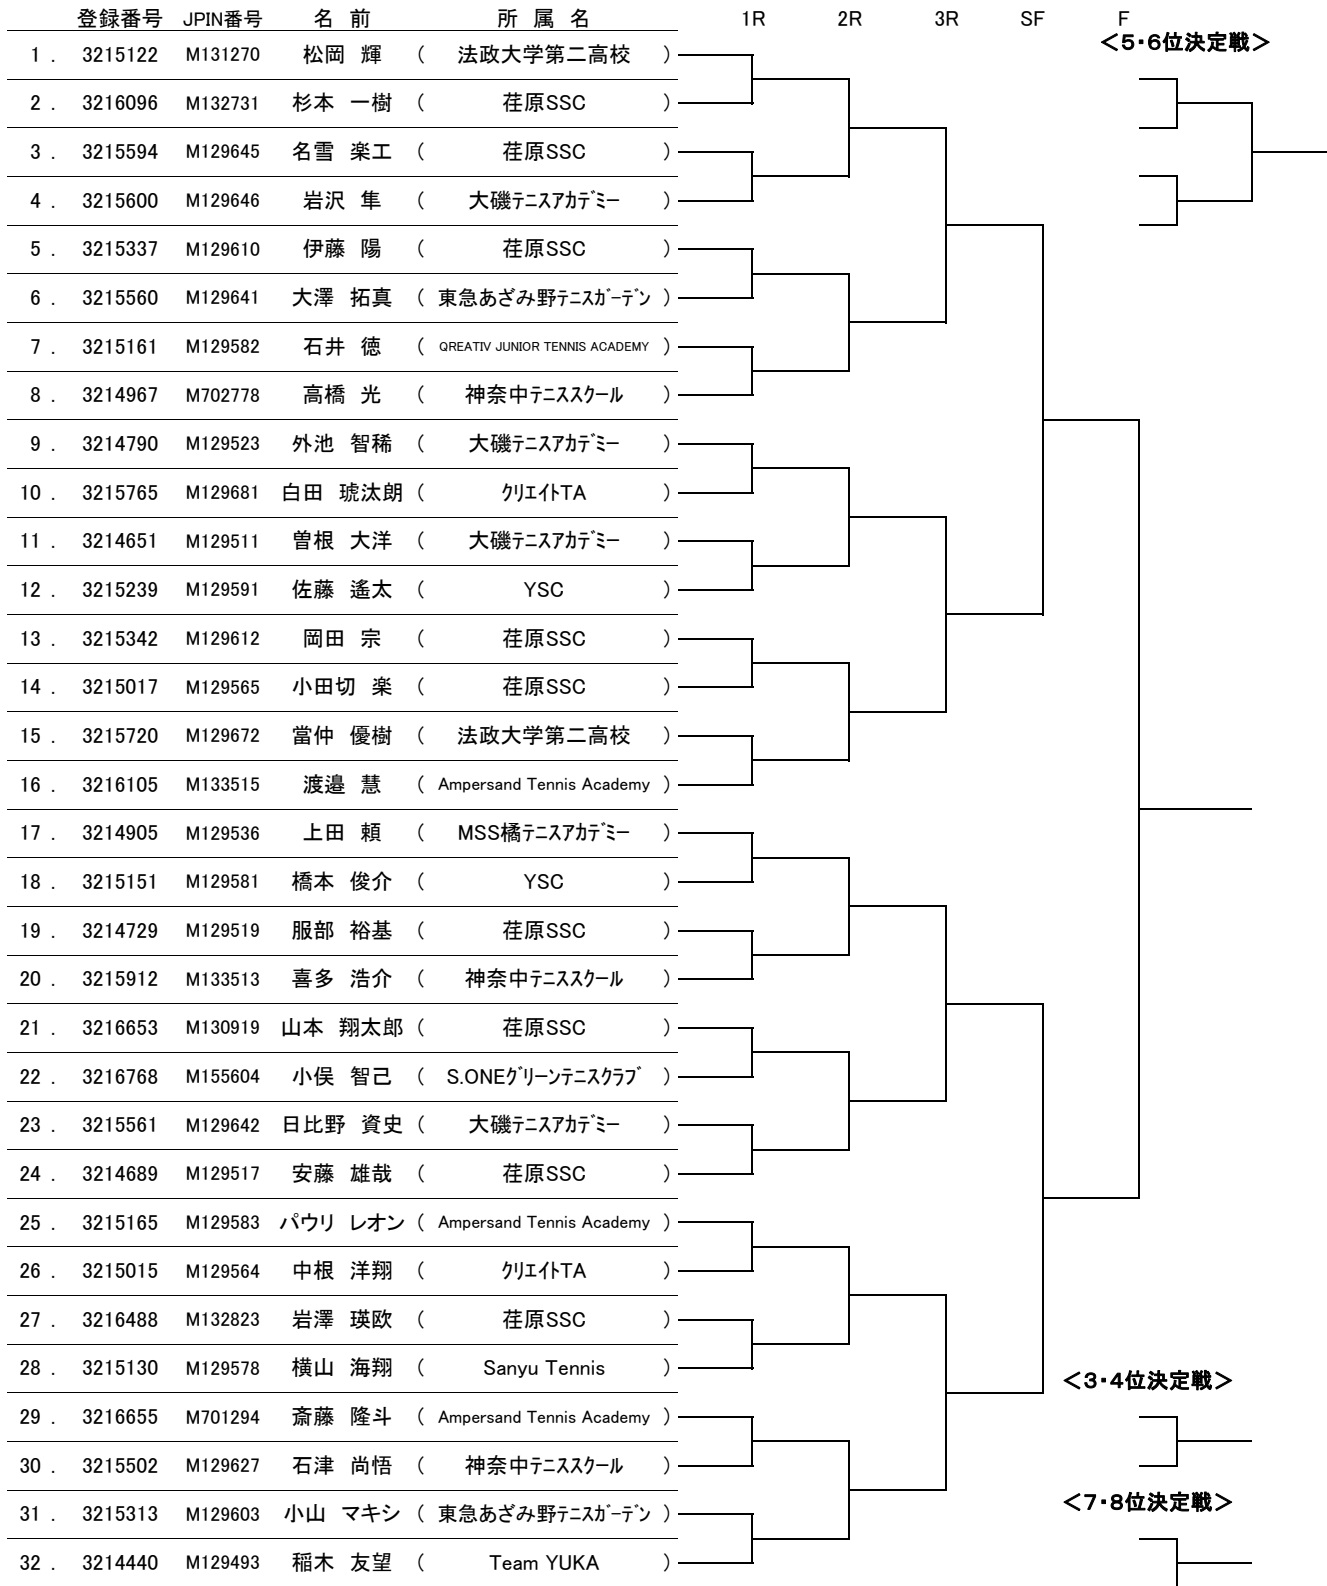 登録番号 JPIN番号 名 前 所 属 名 1R 2R 3R SF F
<5・6位決定戦>
1 . 3215122 M131270 松岡 輝 ( 法政大学第二高校 )
2 . 3216096 M132731 杉本 一樹 ( 荏原SSC )
3 . 3215594 M129645 名雪 楽工 ( 荏原SSC )
4 . 3215600 M129646 岩沢 隼 ( 大磯ﾃﾆｽｱｶﾃﾞﾐｰ )
5 . 3215337 M129610 伊藤 陽 ( 荏原SSC )
6 . 3215560 M129641 大澤 拓真 ( 東急あざみ野ﾃﾆｽｶﾞｰﾃﾞﾝ )
7 . 3215161 M129582 石井 徳 ( QREATIV JUNIOR TENNIS ACADEMY )
8 . 3214967 M702778 高橋 光 ( 神奈中ﾃﾆｽｽｸｰﾙ )
9 . 3214790 M129523 外池 智稀 ( 大磯ﾃﾆｽｱｶﾃﾞﾐｰ )
10 . 3215765 M129681 白田 琥汰朗 ( ｸﾘｴｲﾄTA )
11 . 3214651 M129511 曽根 大洋 ( 大磯ﾃﾆｽｱｶﾃﾞﾐｰ )
12 . 3215239 M129591 佐藤 遙太 ( YSC )
13 . 3215342 M129612 岡田 宗 ( 荏原SSC )
14 . 3215017 M129565 小田切 楽 ( 荏原SSC )
15 . 3215720 M129672 當仲 優樹 ( 法政大学第二高校 )
16 . 3216105 M133515 渡邉 慧 ( Ampersand Tennis Academy )
17 . 3214905 M129536 上田 頼 ( MSS橘ﾃﾆｽｱｶﾃﾞﾐｰ )
18 . 3215151 M129581 橋本 俊介 ( YSC )
19 . 3214729 M129519 服部 裕基 ( 荏原SSC )
20 . 3215912 M133513 喜多 浩介 ( 神奈中ﾃﾆｽｽｸｰﾙ )
21 . 3216653 M130919 山本 翔太郎 ( 荏原SSC )
22 . 3216768 M155604 小俣 智己 ( S.ONEｸﾞﾘｰﾝﾃﾆｽｸﾗﾌﾞ )
23 . 3215561 M129642 日比野 資史 ( 大磯ﾃﾆｽｱｶﾃﾞﾐｰ )
24 . 3214689 M129517 安藤 雄哉 ( 荏原SSC )
25 . 3215165 M129583 パウリ レオン ( Ampersand Tennis Academy )
26 . 3215015 M129564 中根 洋翔 ( ｸﾘｴｲﾄTA )
27 . 3216488 M132823 岩澤 瑛欧 ( 荏原SSC )
28 . 3215130 M129578 横山 海翔 ( Sanyu Tennis )
<3・4位決定戦>
29 . 3216655 M701294 斎藤 隆斗 ( Ampersand Tennis Academy )
30 . 3215502 M129627 石津 尚悟 ( 神奈中ﾃﾆｽｽｸｰﾙ )
<7・8位決定戦>
31 . 3215313 M129603 小山 マキシ ( 東急あざみ野ﾃﾆｽｶﾞｰﾃﾞﾝ )
32 . 3214440 M129493 稲木 友望 ( Team YUKA )